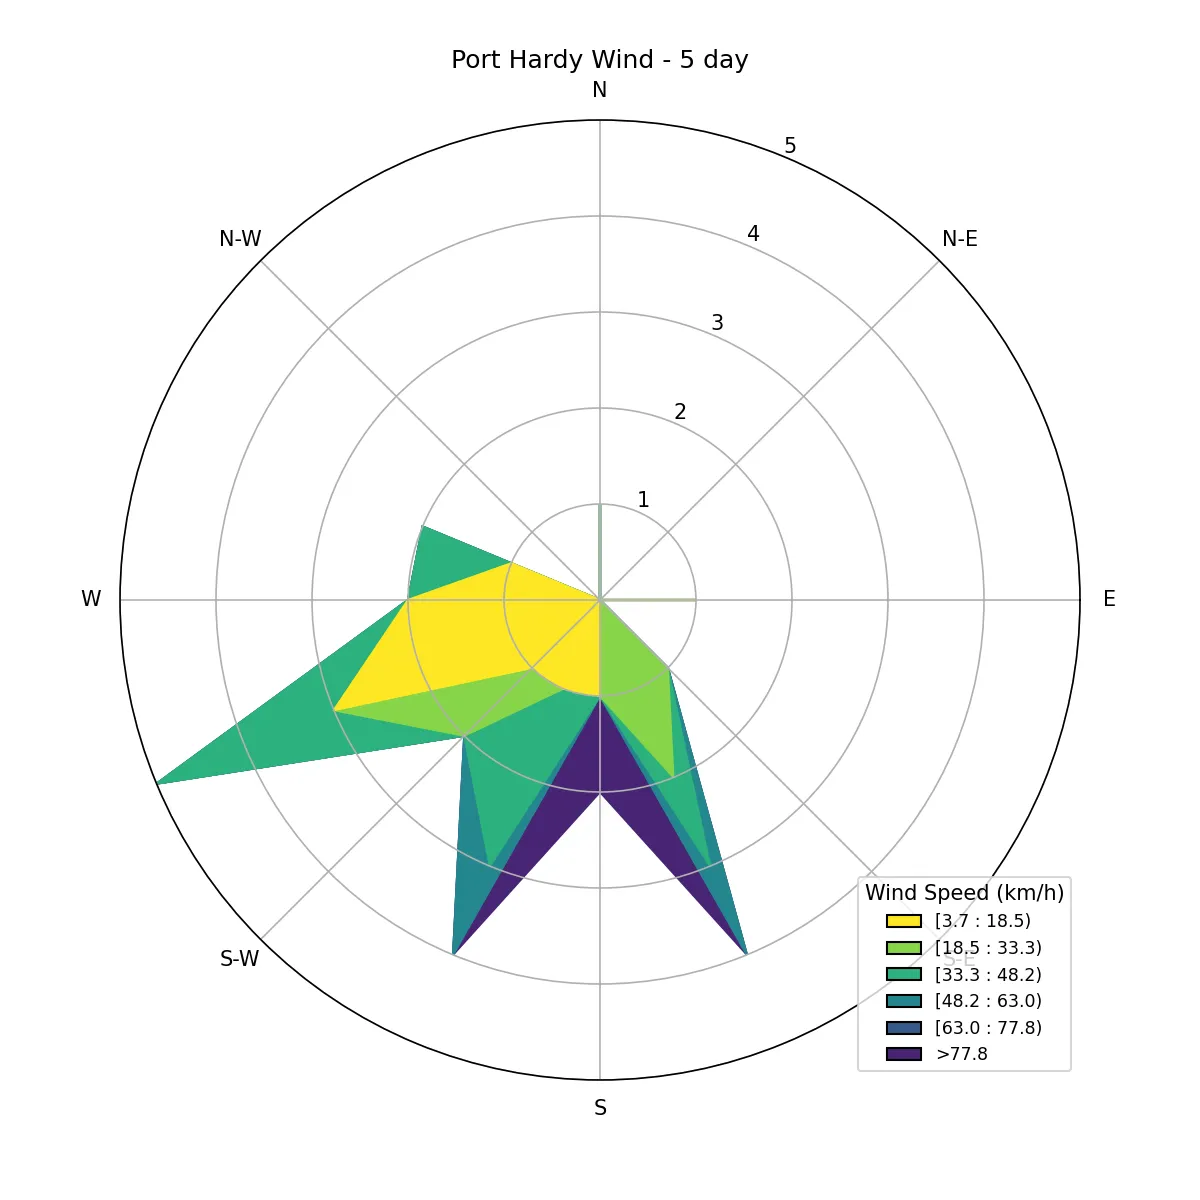 Port Hardy Wind - 5 day
N
5
N-W
4
N-E
3
2
1
W
E
S-W
S-E
S
Wind Speed (km/h)
[3.7 : 18.5)
[18.5 : 33.3)
[33.3 : 48.2)
[48.2 : 63.0)
[63.0 : 77.8)
>77.8